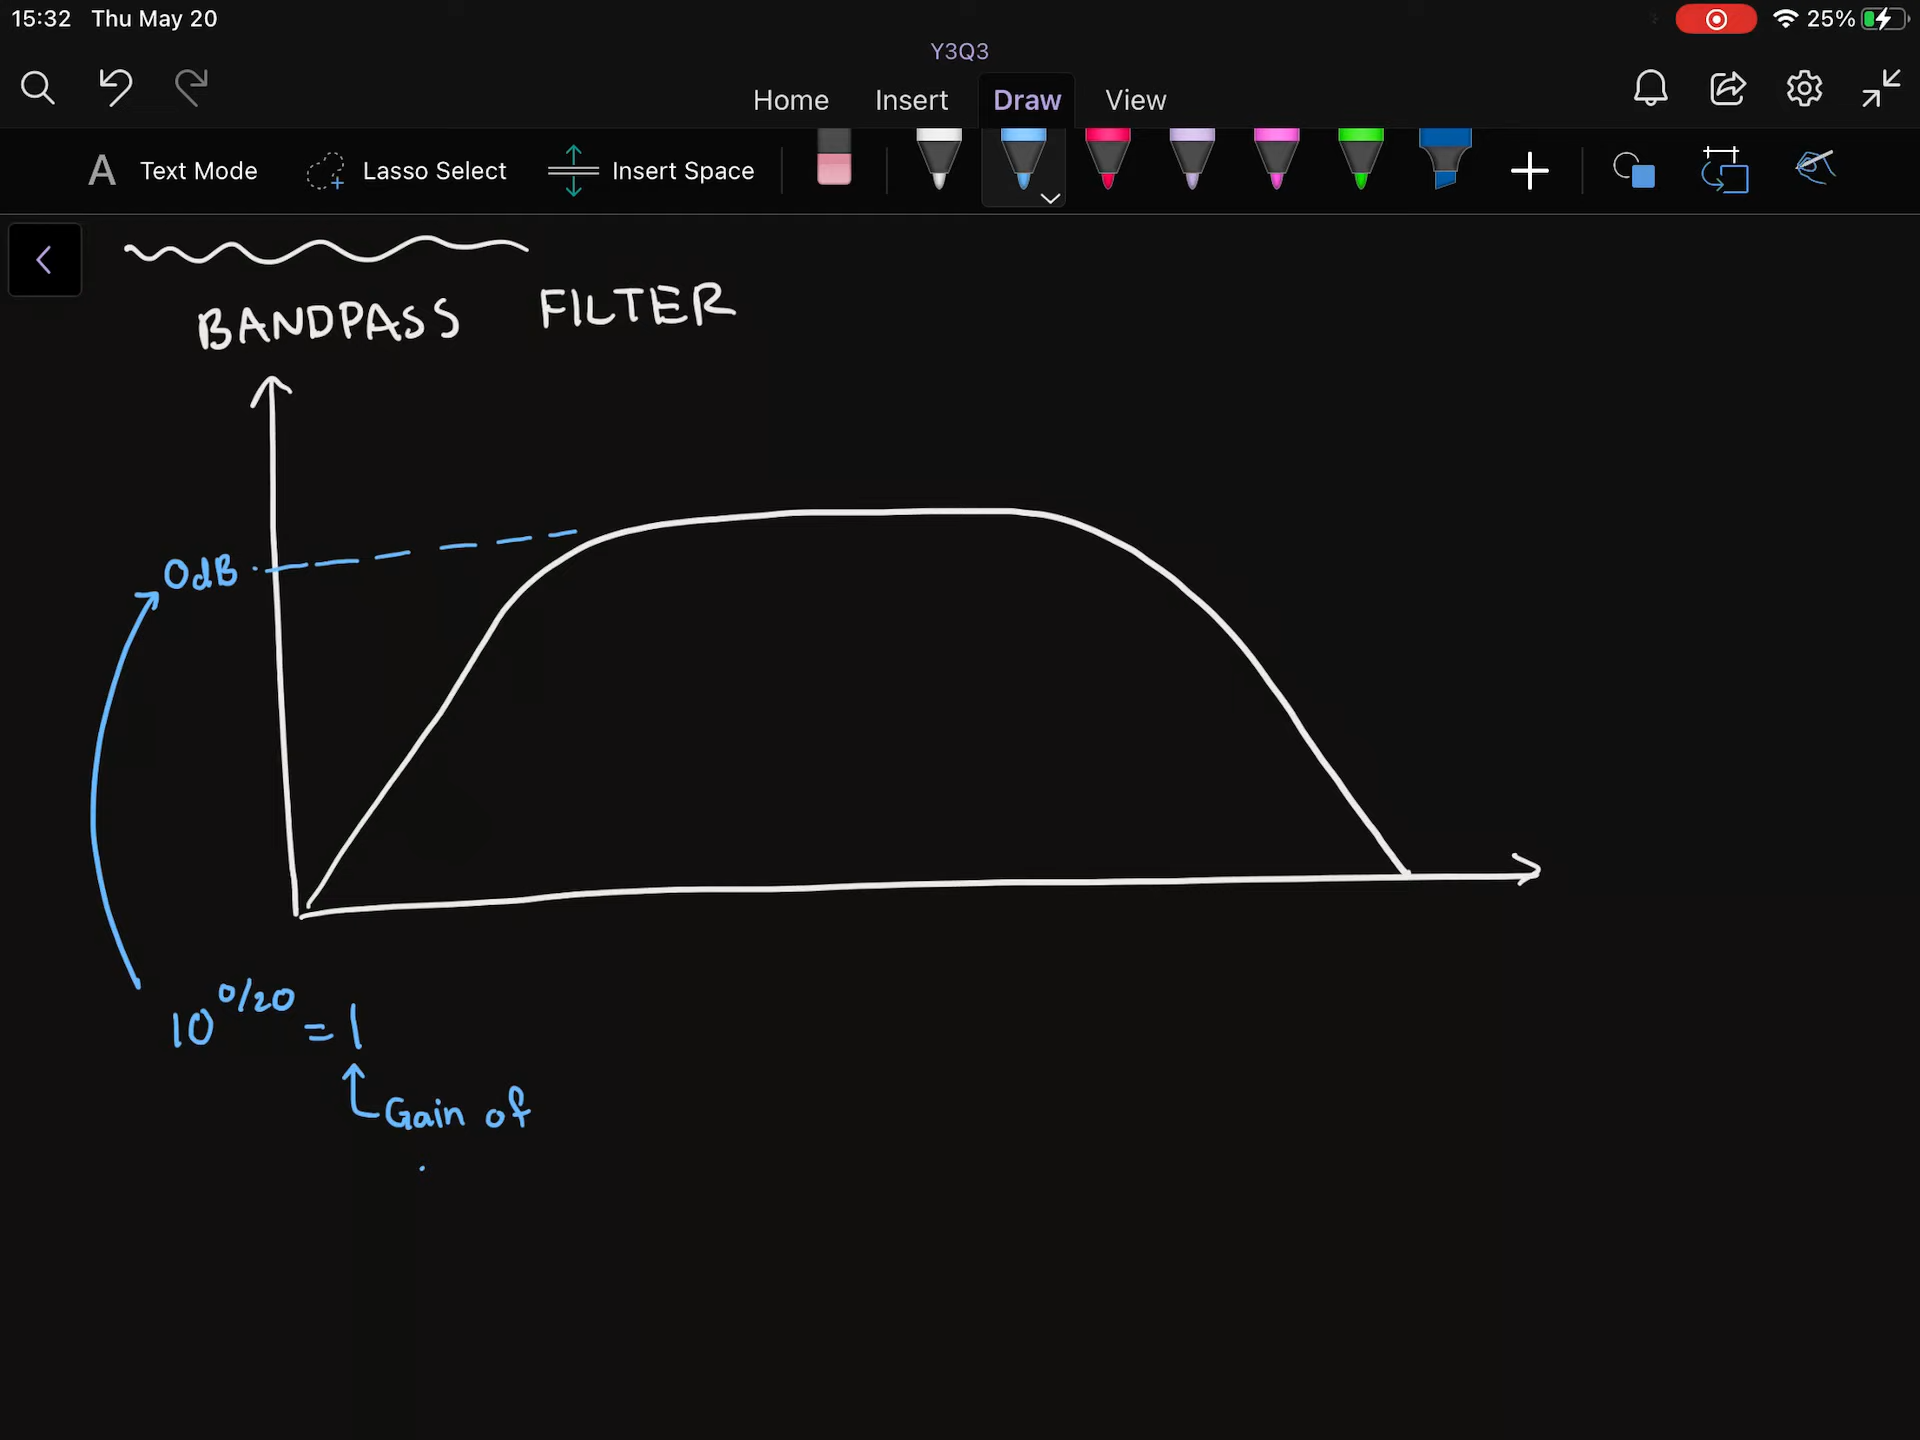 15:32 Thu May 20
25%
Y3Q3
Home Insert Draw View
A Text Mode Lasso Select Insert Space
BANDPASS FILTER
0dB
10^0/20 = 1
Gain of